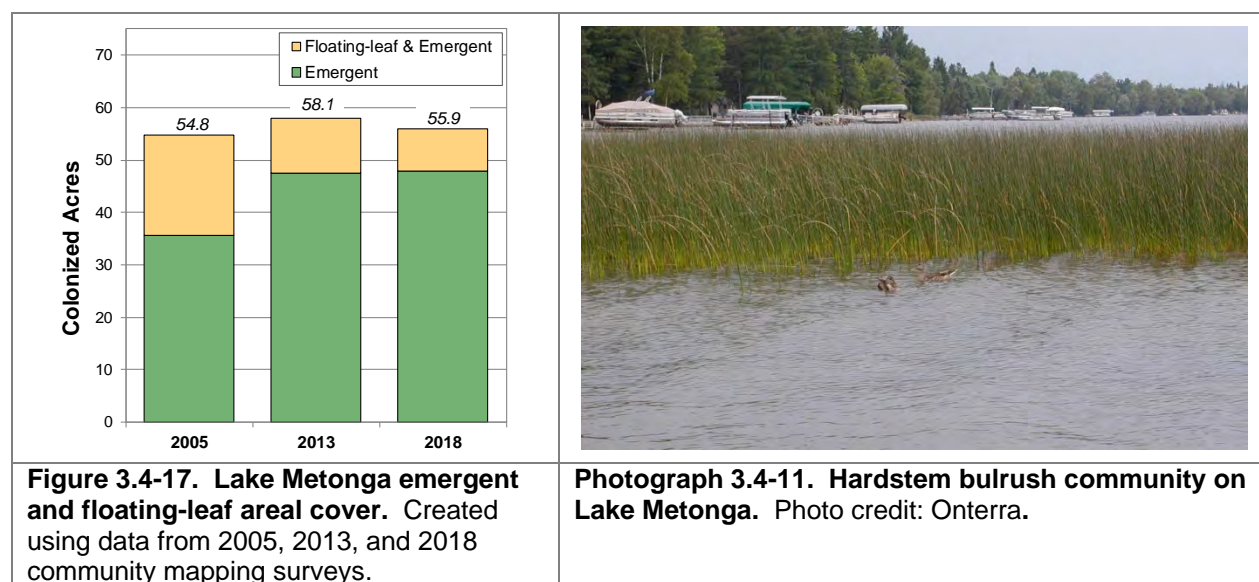 Floating-leaf & Emergent
Emergent
Colonized Acres
70
60
50
40
30
20
10
0
54.8
58.1
55.9
2005
2013
2018
Figure 3.4-17. Lake Metonga emergent
and floating-leaf areal cover. Created
using data from 2005, 2013, and 2018
community mapping surveys.
Photograph 3.4-11. Hardstem bulrush community on
Lake Metonga. Photo credit: Onterra.